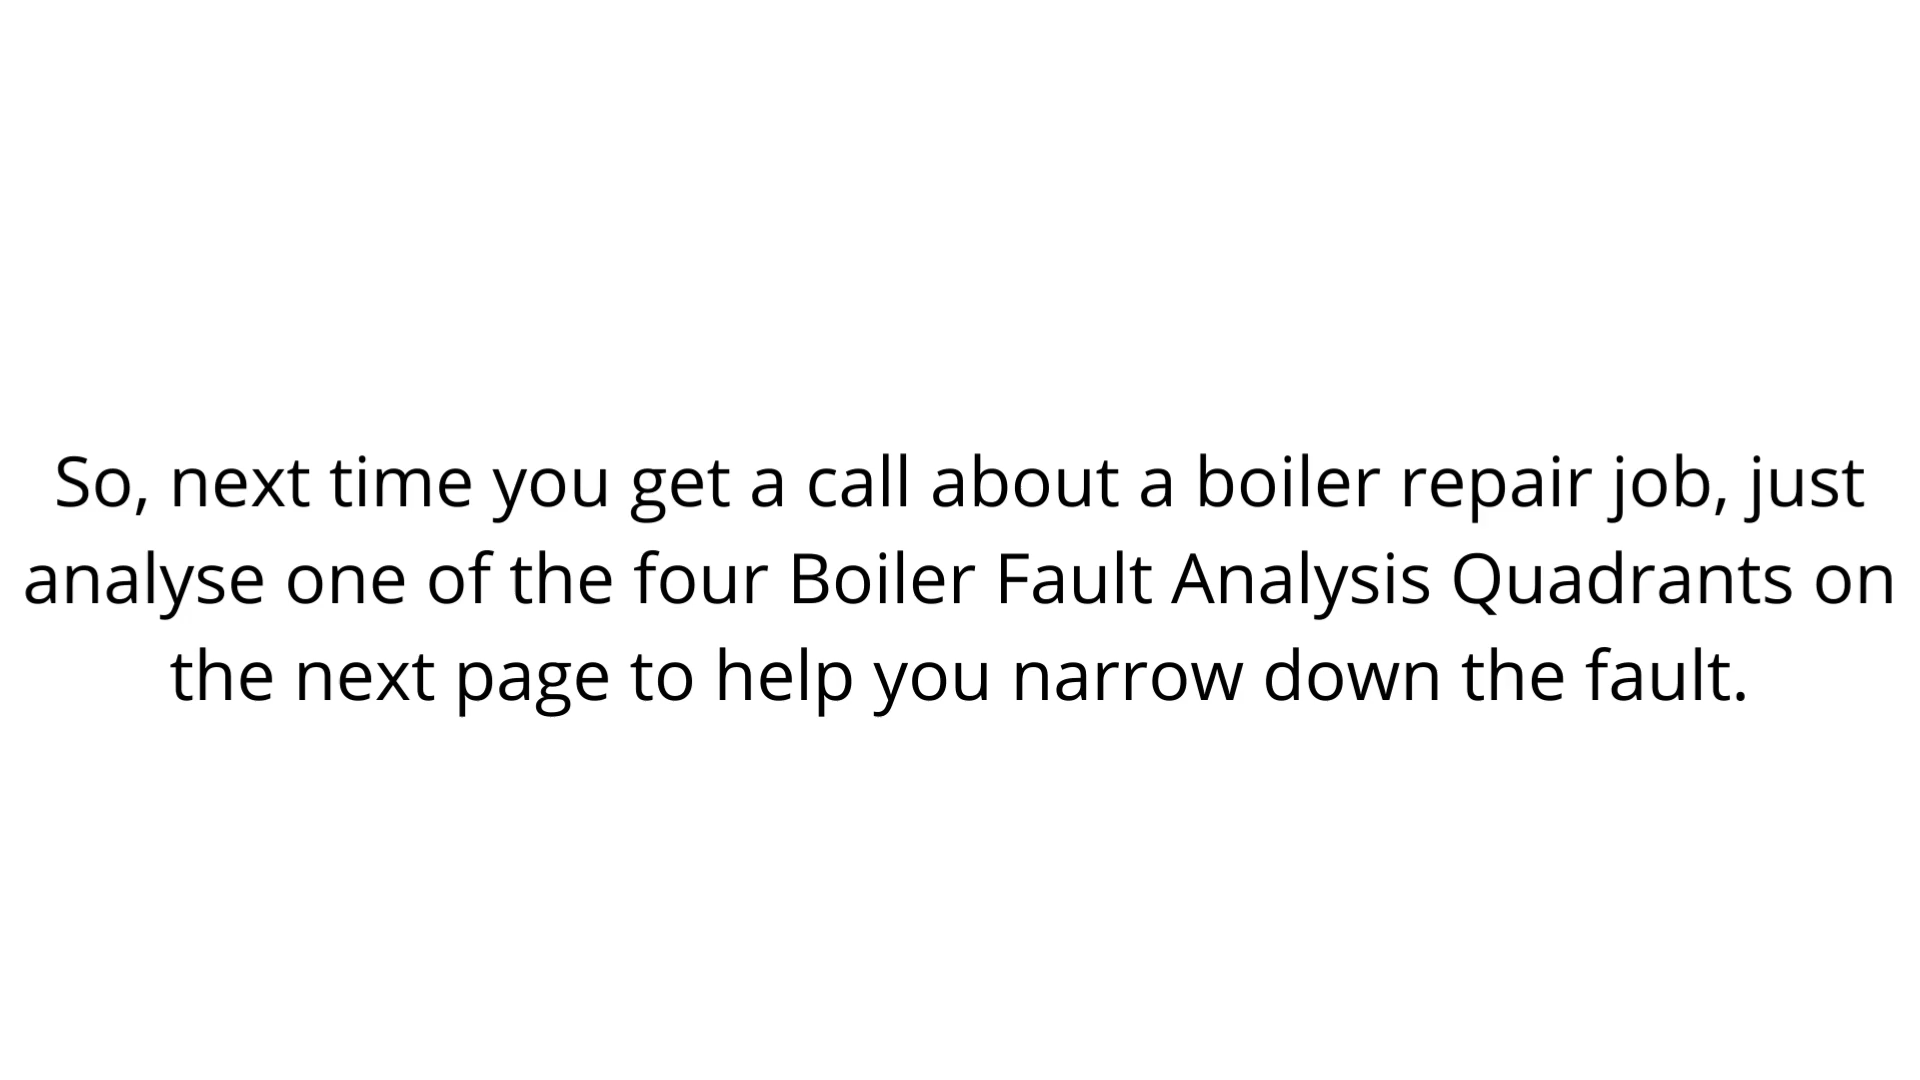 So, next time you get a call about a boiler repair job, just
analyse one of the four Boiler Fault Analysis Quadrants on
the next page to help you narrow down the fault.